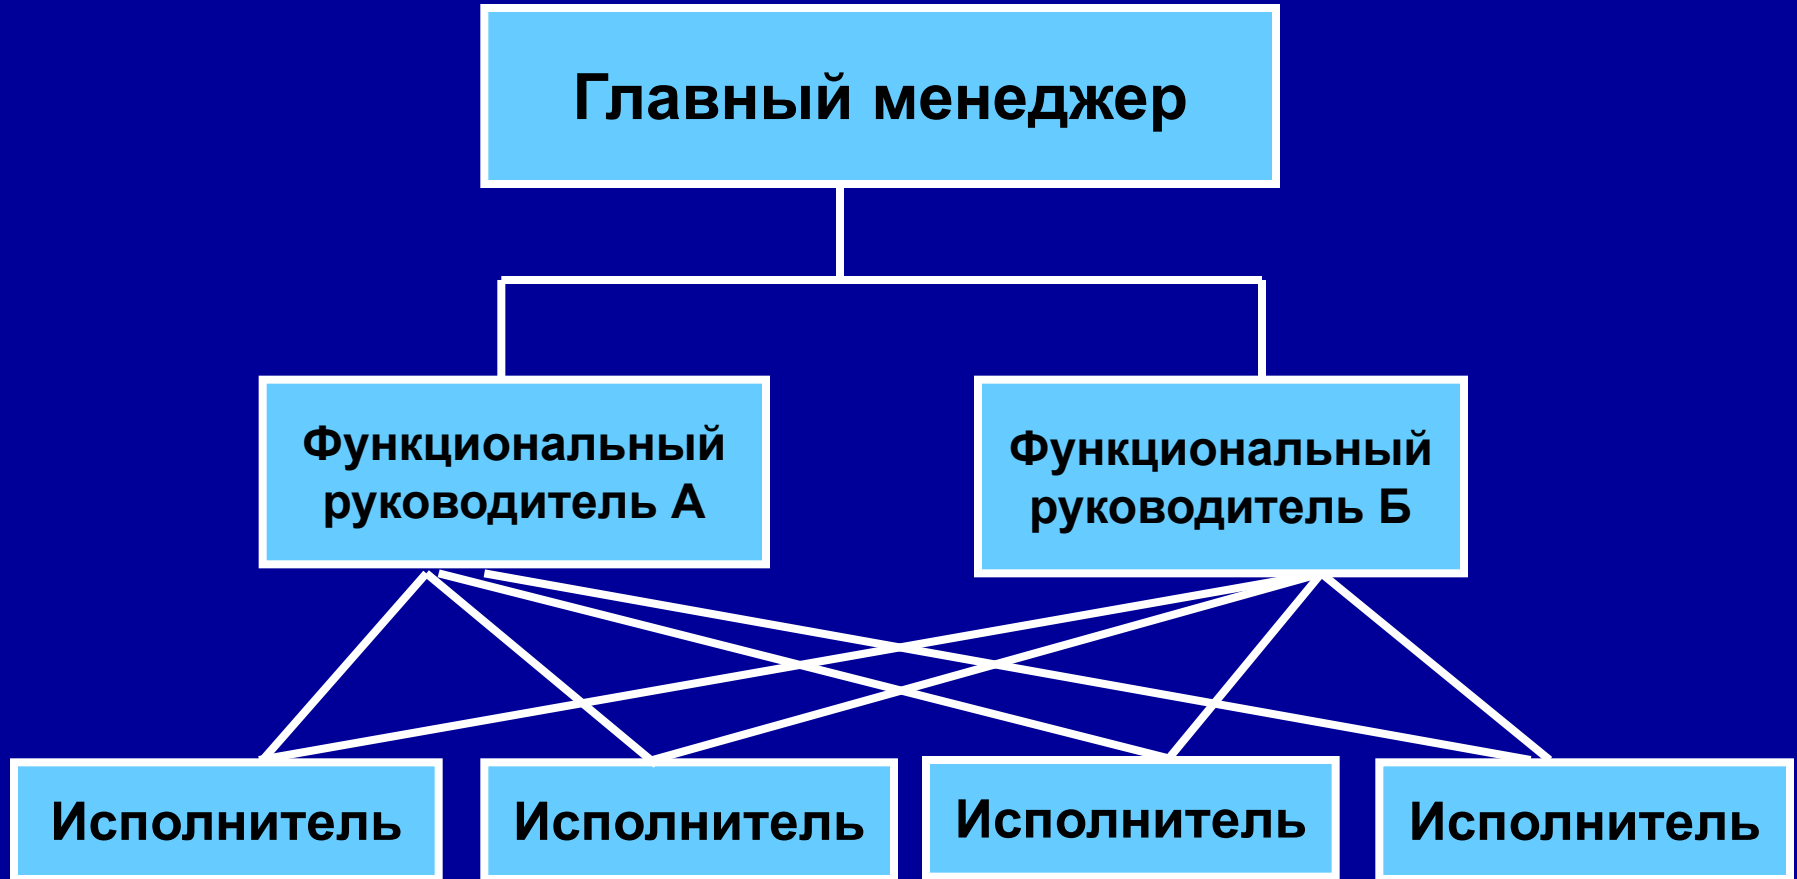 Главный менеджер
Функциональный
руководитель А
Функциональный
руководитель Б
Исполнитель
Исполнитель
Исполнитель
Исполнитель